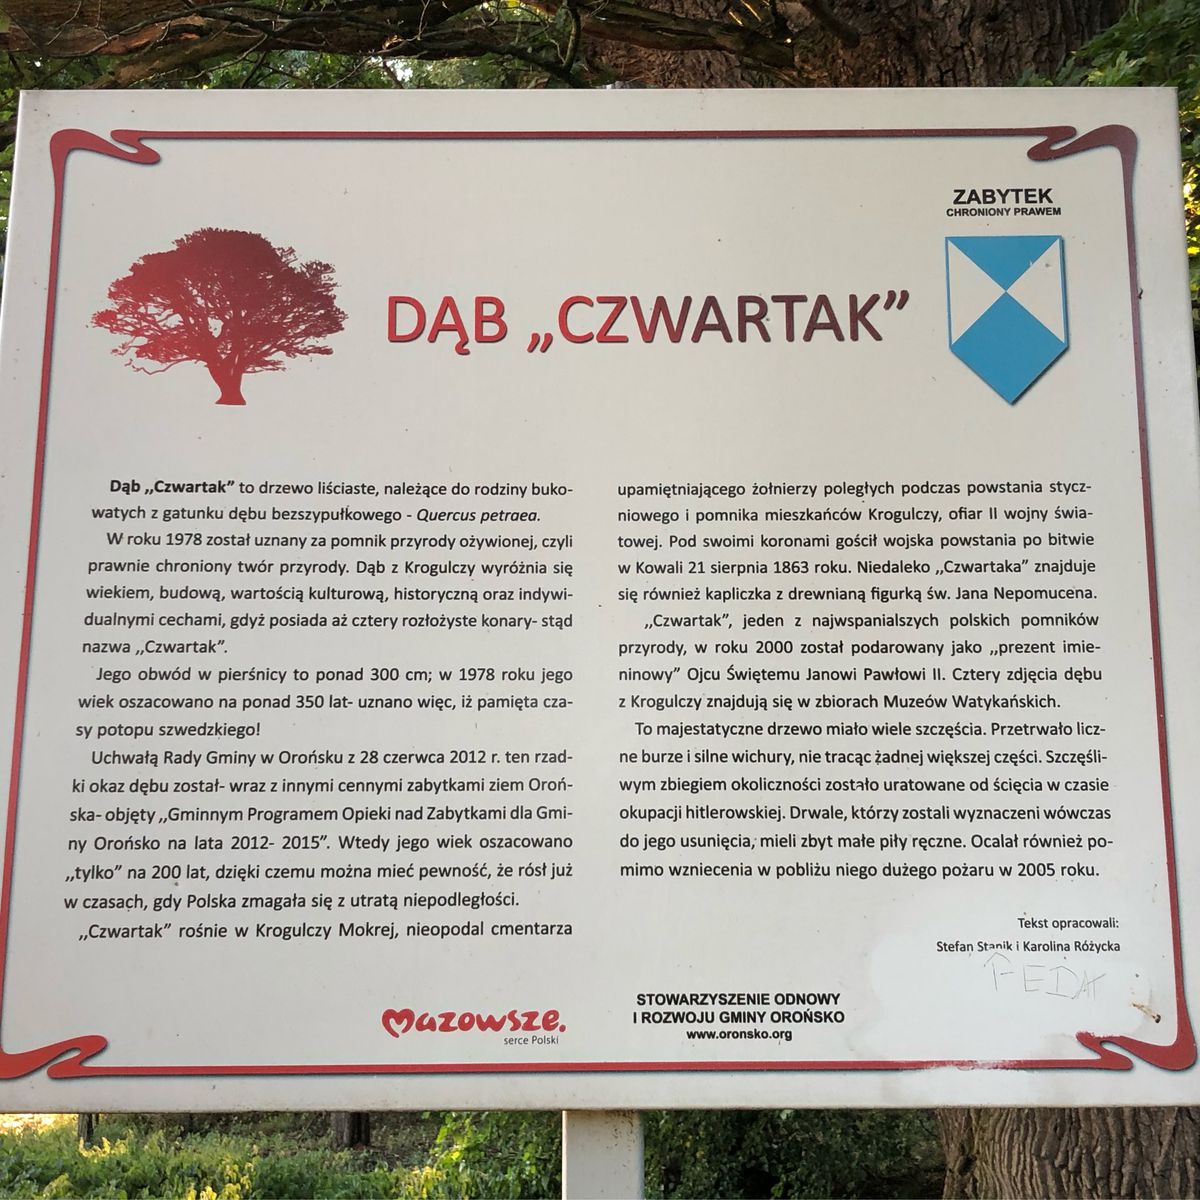 ZABYTEK
CHRONIONY PRAWEM
DĄB „CZWARTAK”
Dąb „Czwartak” to drzewo liściaste, należące do rodziny buko-
watych z gatunku dębu bezszypułkowego - Quercus petraea.
W roku 1978 został uznany za pomnik przyrody ożywionej, czyli
prawnie chroniony twór przyrody. Dąb z Krogulczy wyróżnia się
wiekiem, budową, wartością kulturową, historyczną oraz indywi-
dualnymi cechami, gdyż posiada aż cztery rozłożyste konary- stąd
nazwa „Czwartak”.
Jego obwód w pierśnicy to ponad 300 cm; w 1978 roku jego
wiek oszacowano na ponad 350 lat- uznano więc, iż pamięta cza-
sy potopu szwedzkiego!
Uchwałą Rady Gminy w Orońsku z 28 czerwca 2012 r. ten rzad-
ki okaz dębu został- wraz z innymi cennymi zabytkami ziem Oroń-
ska- objęty „Gminnym Programem Opieki nad Zabytkami dla Gmi-
ny Orońsko na lata 2012- 2015”. Wtedy jego wiek oszacowano
„tylko” na 200 lat, dzięki czemu można mieć pewność, że rósł już
w czasach, gdy Polska zmagała się z utratą niepodległości.
„Czwartak” rośnie w Krogulczy Mokrej, nieopodal cmentarza
upamiętniającego żołnierzy poległych podczas powstania stycz-
niowego i pomnika mieszkańców Krogulczy, ofiar II wojny świa-
towej. Pod swoimi koronami gościł wojska powstania po bitwie
w Kowali 21 sierpnia 1863 roku. Niedaleko „Czwartaka” znajduje
się również kapliczka z drewnianą figurką św. Jana Nepomucena.
„Czwartak”, jeden z najwspanialszych polskich pomników
przyrody, w roku 2000 został podarowany jako „prezent imie-
ninowy” Ojcu Świętemu Janowi Pawłowi II. Cztery zdjęcia dębu
z Krogulczy znajdują się w zbiorach Muzeów Watykańskich.
To majestatyczne drzewo miało wiele szczęścia. Przetrwało licz-
ne burze i silne wichury, nie tracąc żadnej większej części. Szczęśli-
wym zbiegiem okoliczności zostało uratowane od ścięcia w czasie
okupacji hitlerowskiej. Drwale, którzy zostali wyznaczeni wówczas
do jego usunięcia, mieli zbyt małe piły ręczne. Ocalał również po-
mimo wzniecenia w pobliżu niego dużego pożaru w 2005 roku.
Tekst opracowali:
Stefan Stanik i Karolina Różycka
mazowsze.
serce Polski
STOWARZYSZENIE ODNOWY
I ROZWOJU GMINY OROŃSKO
www.oronsko.org